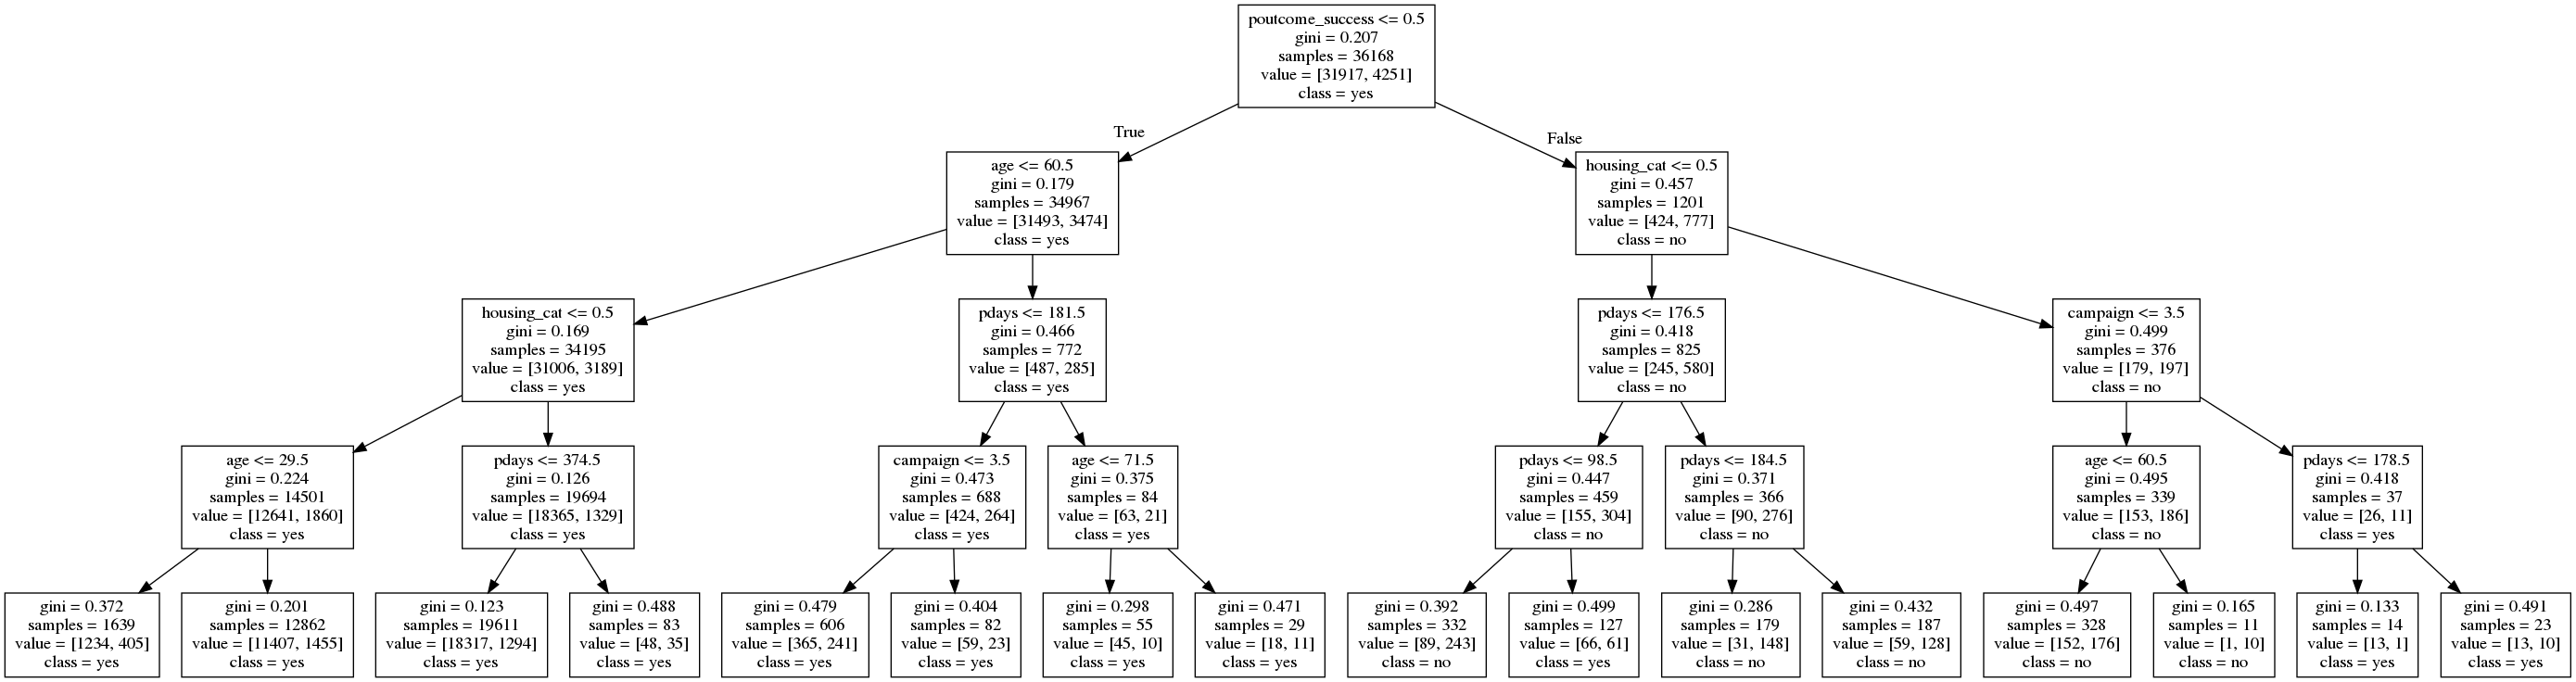 poutcome_success <= 0.5
gini = 0.207
samples = 36168
value = [31917, 4251]
class = yes
True
False
age <= 60.5
gini = 0.179
samples = 34967
value = [31493, 3474]
class = yes
housing_cat <= 0.5
gini = 0.457
samples = 1201
value = [424, 777]
class = no
housing_cat <= 0.5
gini = 0.169
samples = 34195
value = [31006, 3189]
class = yes
pdays <= 181.5
gini = 0.466
samples = 772
value = [487, 285]
class = yes
pdays <= 176.5
gini = 0.418
samples = 825
value = [245, 580]
class = no
campaign <= 3.5
gini = 0.499
samples = 376
value = [179, 197]
class = no
age <= 29.5
gini = 0.224
samples = 14501
value = [12641, 1860]
class = yes
pdays <= 374.5
gini = 0.126
samples = 19694
value = [18365, 1329]
class = yes
campaign <= 3.5
gini = 0.473
samples = 688
value = [424, 264]
class = yes
age <= 71.5
gini = 0.375
samples = 84
value = [63, 21]
class = yes
pdays <= 98.5
gini = 0.447
samples = 459
value = [155, 304]
class = no
pdays <= 184.5
gini = 0.371
samples = 366
value = [90, 276]
class = no
age <= 60.5
gini = 0.495
samples = 339
value = [153, 186]
class = no
pdays <= 178.5
gini = 0.418
samples = 37
value = [26, 11]
class = yes
gini = 0.372
samples = 1639
value = [1234, 405]
class = yes
gini = 0.201
samples = 12862
value = [11407, 1455]
class = yes
gini = 0.123
samples = 19611
value = [18317, 1294]
class = yes
gini = 0.488
samples = 83
value = [48, 35]
class = yes
gini = 0.479
samples = 606
value = [365, 241]
class = yes
gini = 0.404
samples = 82
value = [59, 23]
class = yes
gini = 0.298
samples = 55
value = [45, 10]
class = yes
gini = 0.471
samples = 29
value = [18, 11]
class = yes
gini = 0.392
samples = 332
value = [89, 243]
class = no
gini = 0.499
samples = 127
value = [66, 61]
class = yes
gini = 0.286
samples = 179
value = [31, 148]
class = no
gini = 0.432
samples = 187
value = [59, 128]
class = no
gini = 0.497
samples = 328
value = [152, 176]
class = no
gini = 0.165
samples = 11
value = [1, 10]
class = no
gini = 0.133
samples = 14
value = [13, 1]
class = yes
gini = 0.491
samples = 23
value = [13, 10]
class = yes